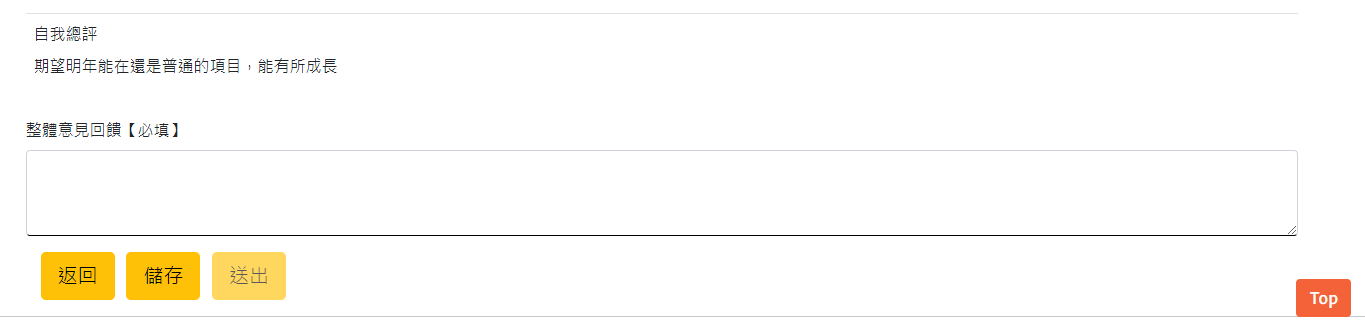 自我總評
期望明年能在還是普通的項目，能有所成長
整體意見回饋【必填】
返回 儲存 送出
Top